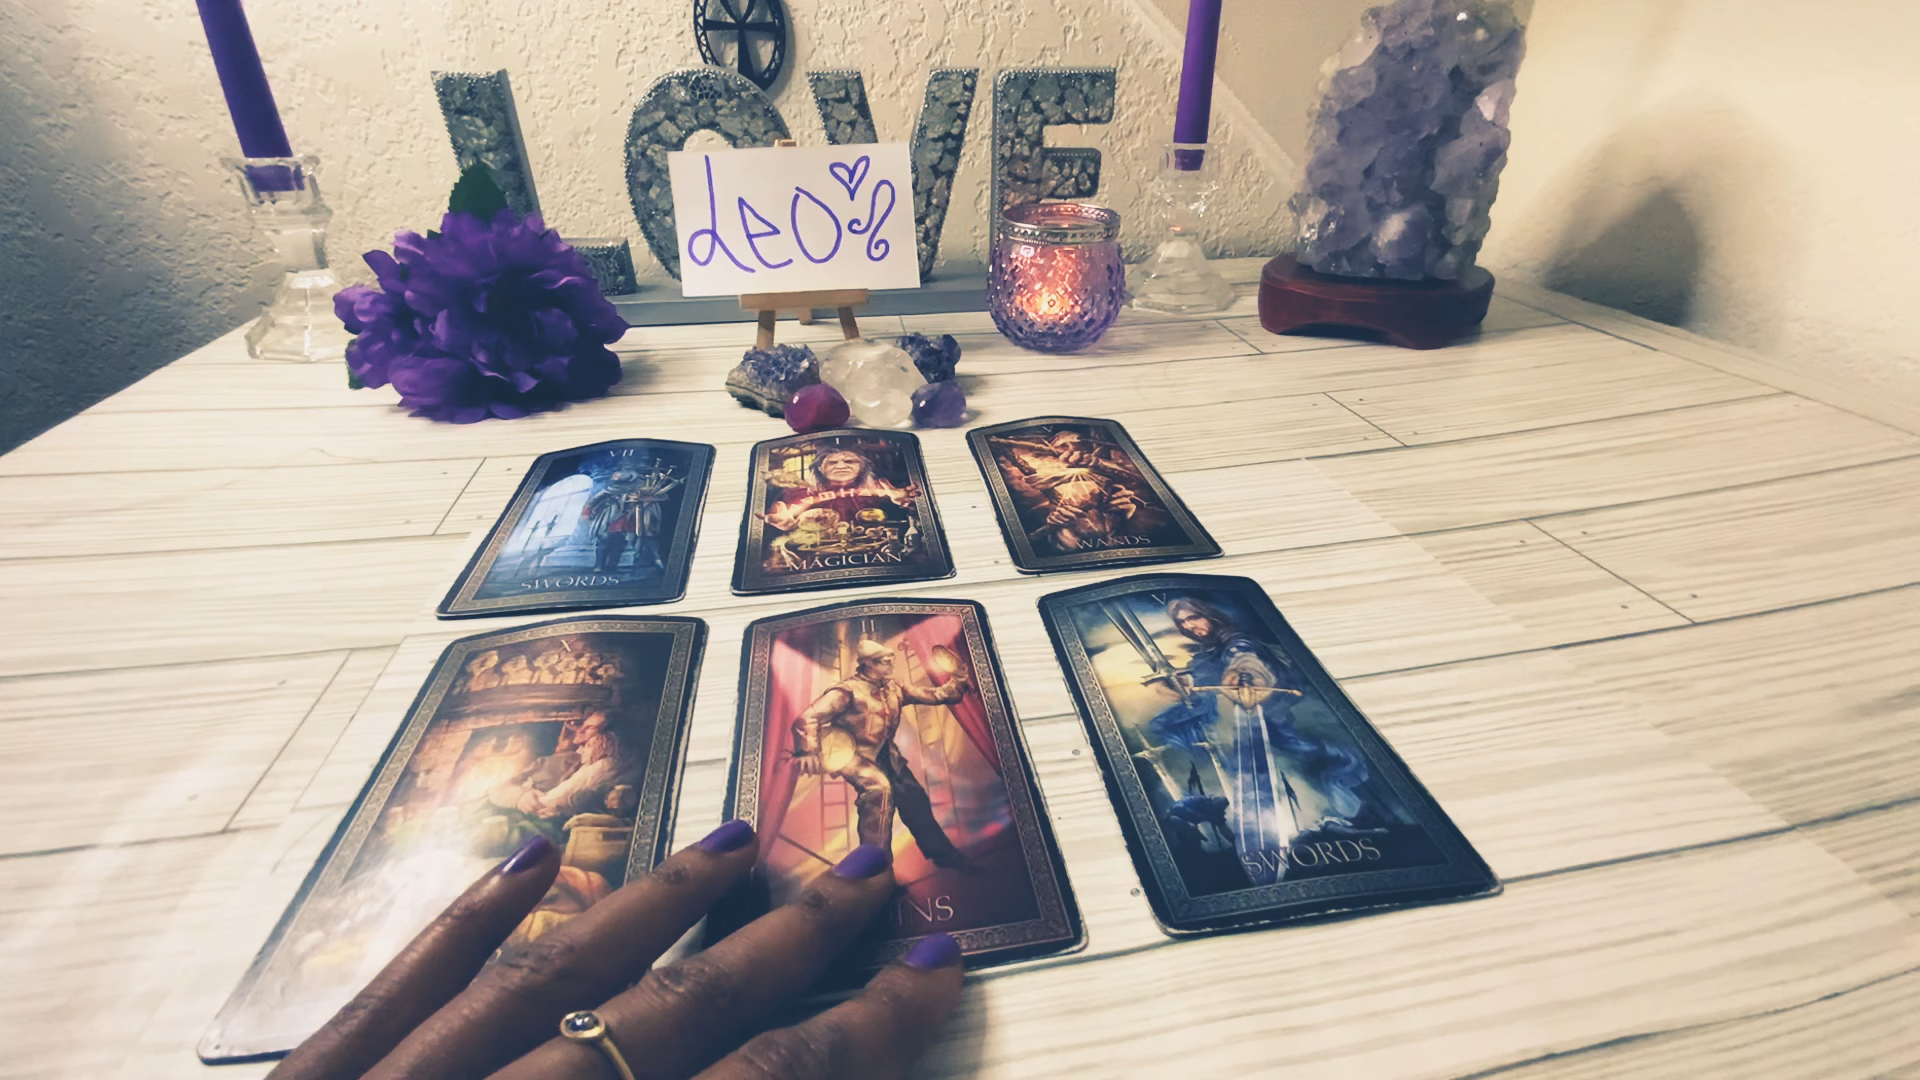 LOVE
Leo
VII
SWORDS
I
MAGICIAN
V
WANDS
X
II
V
SWORDS